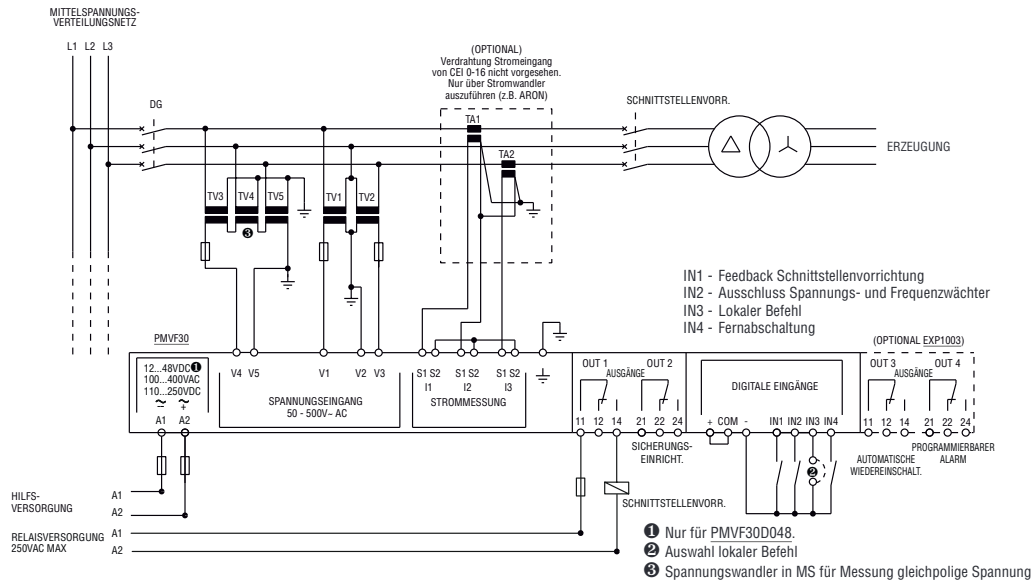 MITTELSPANNUNGS-
VERTEILUNGSNETZ
L1 L2 L3
DG
(OPTIONAL)
Verdrahtung Stromeingang
von CEI 0-16 nicht vorgesehen.
Nur über Stromwandler
auszuführen (z.B. ARON)
TA1
TA2
SCHNITTSTELLENVORR.
ERZEUGUNG
TV3 TV4 TV5 TV1 TV2
❸
IN1 - Feedback Schnittstellenvorrichtung
IN2 - Ausschluss Spannungs- und Frequenzwächter
IN3 - Lokaler Befehl
IN4 - Fernabschaltung
PMVF30
12...48VDC❶
100...400VAC
110...250VDC
~ ~
- +
A1 A2
V4 V5 V1 V2 V3
SPANNUNGSEINGANG
50 - 500V~ AC
S1 S2 S1 S2 S1 S2
I1 I2 I3
STROMMESSUNG
OUT 1 OUT 2
AUSGÄNGE
11 12 14 21 22 24
SICHERUNGS-
EINRICHT.
DIGITALE EINGÄNGE
+ COM - IN1 IN2 IN3 IN4
❷
(OPTIONAL EXP1003)
OUT 3 OUT 4
AUSGÄNGE
11 12 14 21 22 24
AUTOMATISCHE
WIEDEREINSCHALT.
PROGRAMMIERBARER
ALARM
HILFS-
VERSORGUNG
A1
A2
RELAISVERSORGUNG
250VAC MAX
A1
A2
SCHNITTSTELLENVORR.
❶ Nur für PMVF30D048.
❷ Auswahl lokaler Befehl
❸ Spannungswandler in MS für Messung gleichpolige Spannung